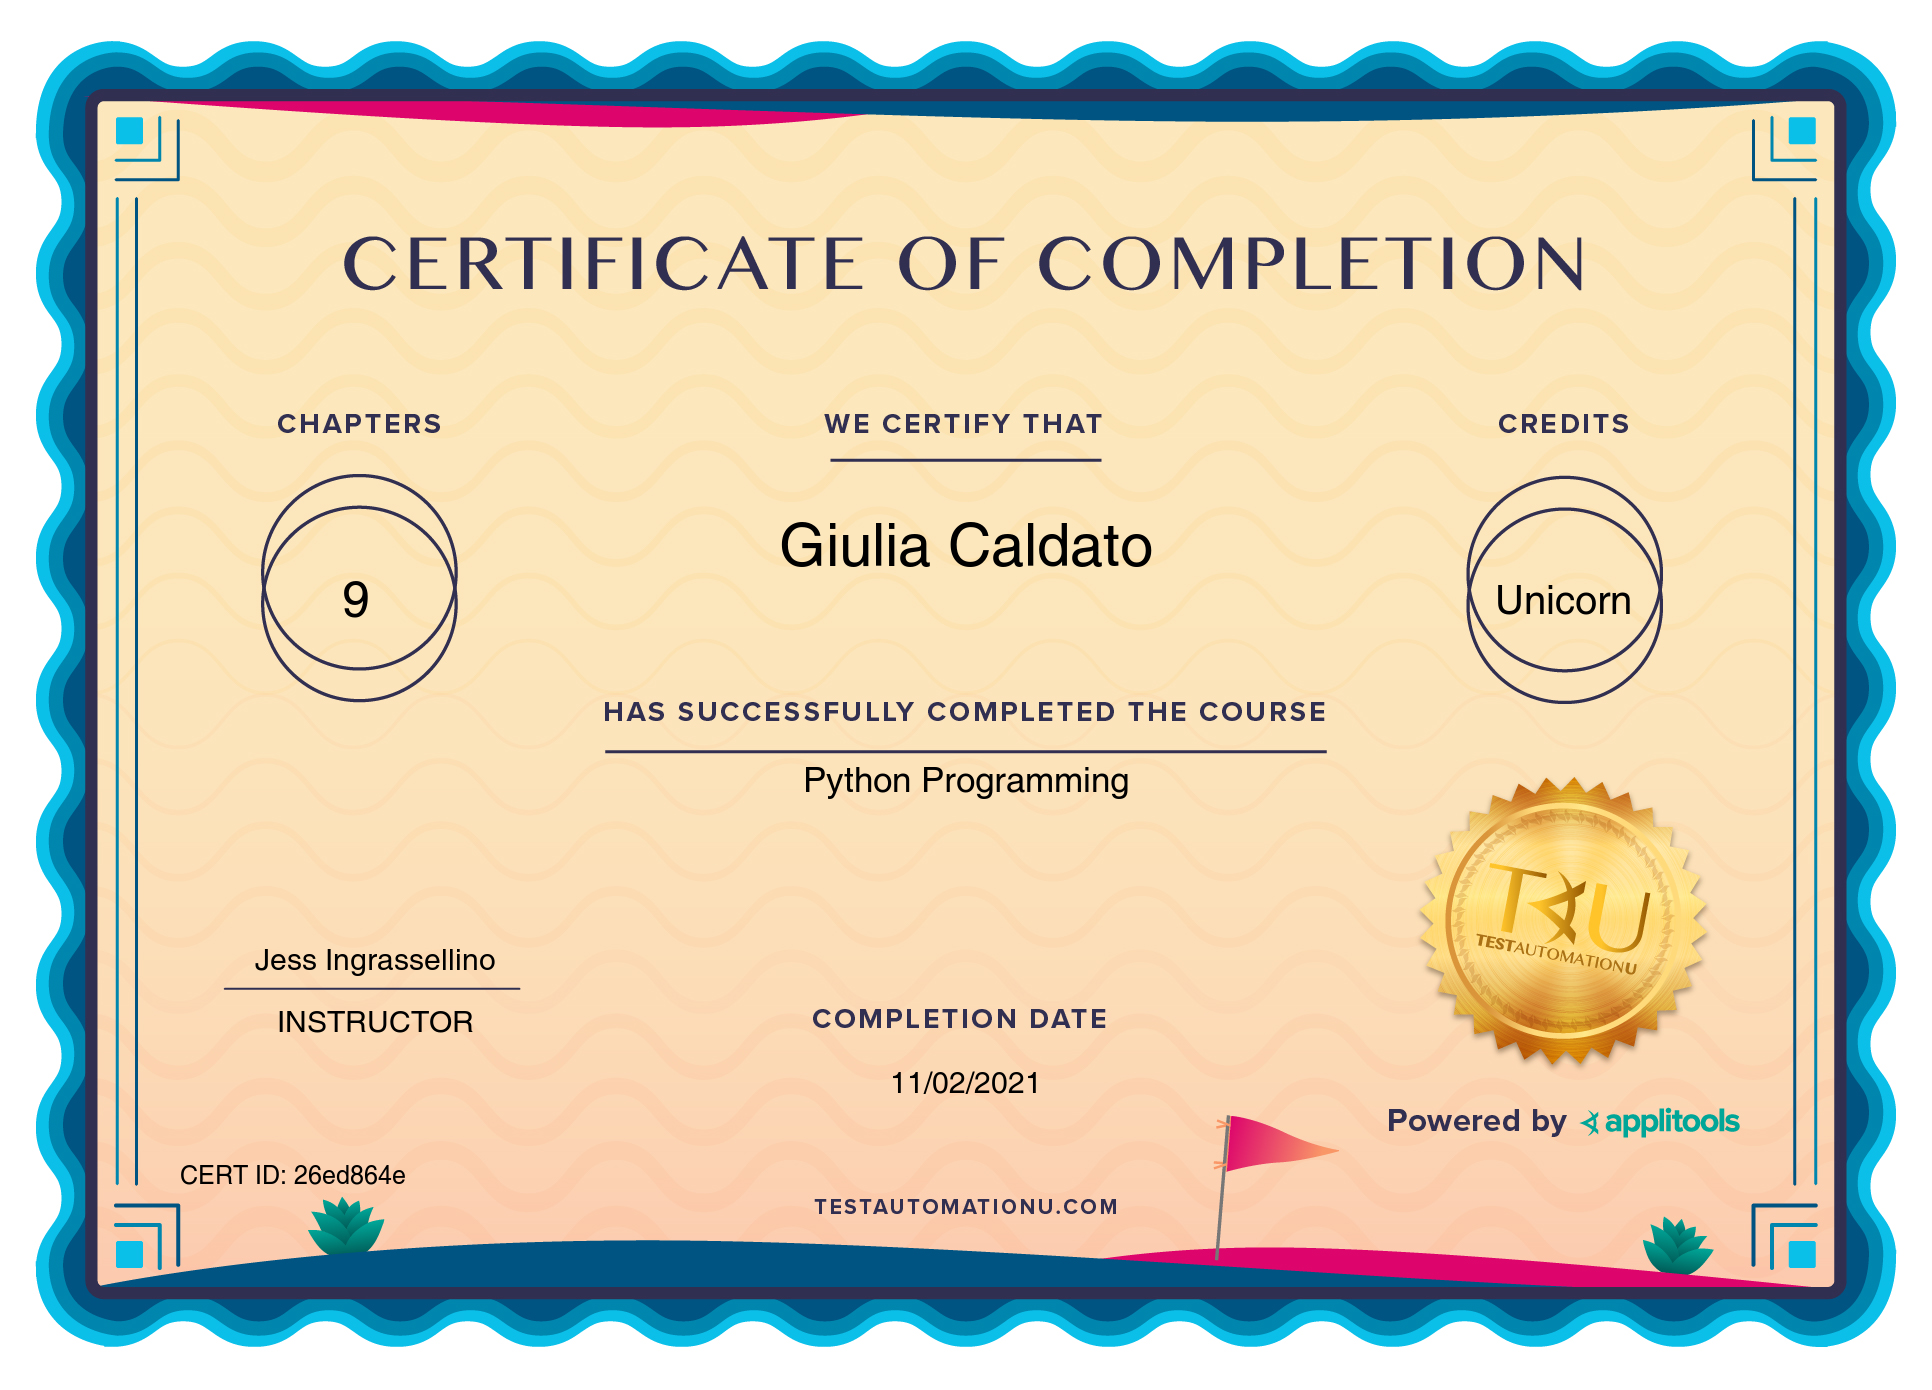 CERTIFICATE OF COMPLETION
CHAPTERS
9
WE CERTIFY THAT
Giulia Caldato
CREDITS
Unicorn
HAS SUCCESSFULLY COMPLETED THE COURSE
Python Programming
TAU
TESTAUTOMATIONU
Jess Ingrassellino
INSTRUCTOR
COMPLETION DATE
11/02/2021
Powered by applitools
CERT ID: 26ed864e
TESTAUTOMATIONU.COM